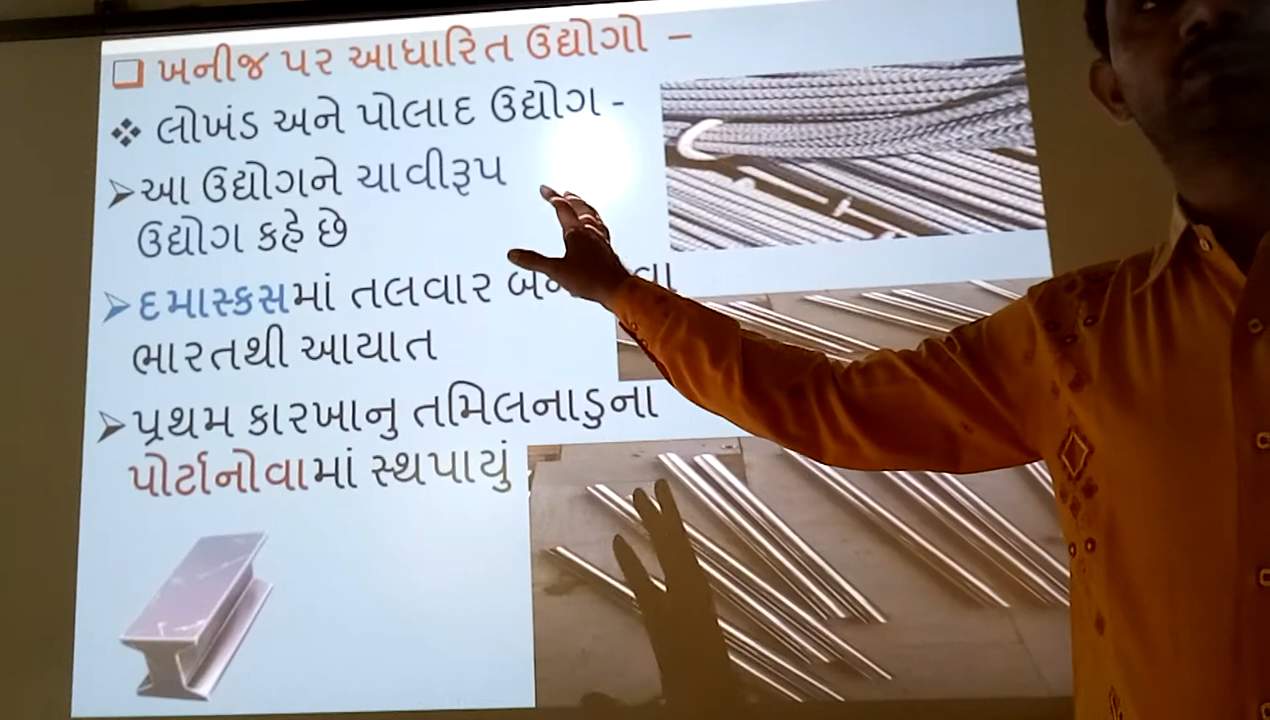 ખનીજ પર આધારિત ઉદ્યોગો –
લોખંડ અને પોલાદ ઉદ્યોગ -
આ ઉદ્યોગને ચાવીરૂપ
ઉદ્યોગ કહે છે
દમાસ્કસમાં તલવાર
ભારતથી આયાત
પ્રથમ કારખાનુ તમિલનાડુના
પોર્ટાનોવામાં સ્થપાયું